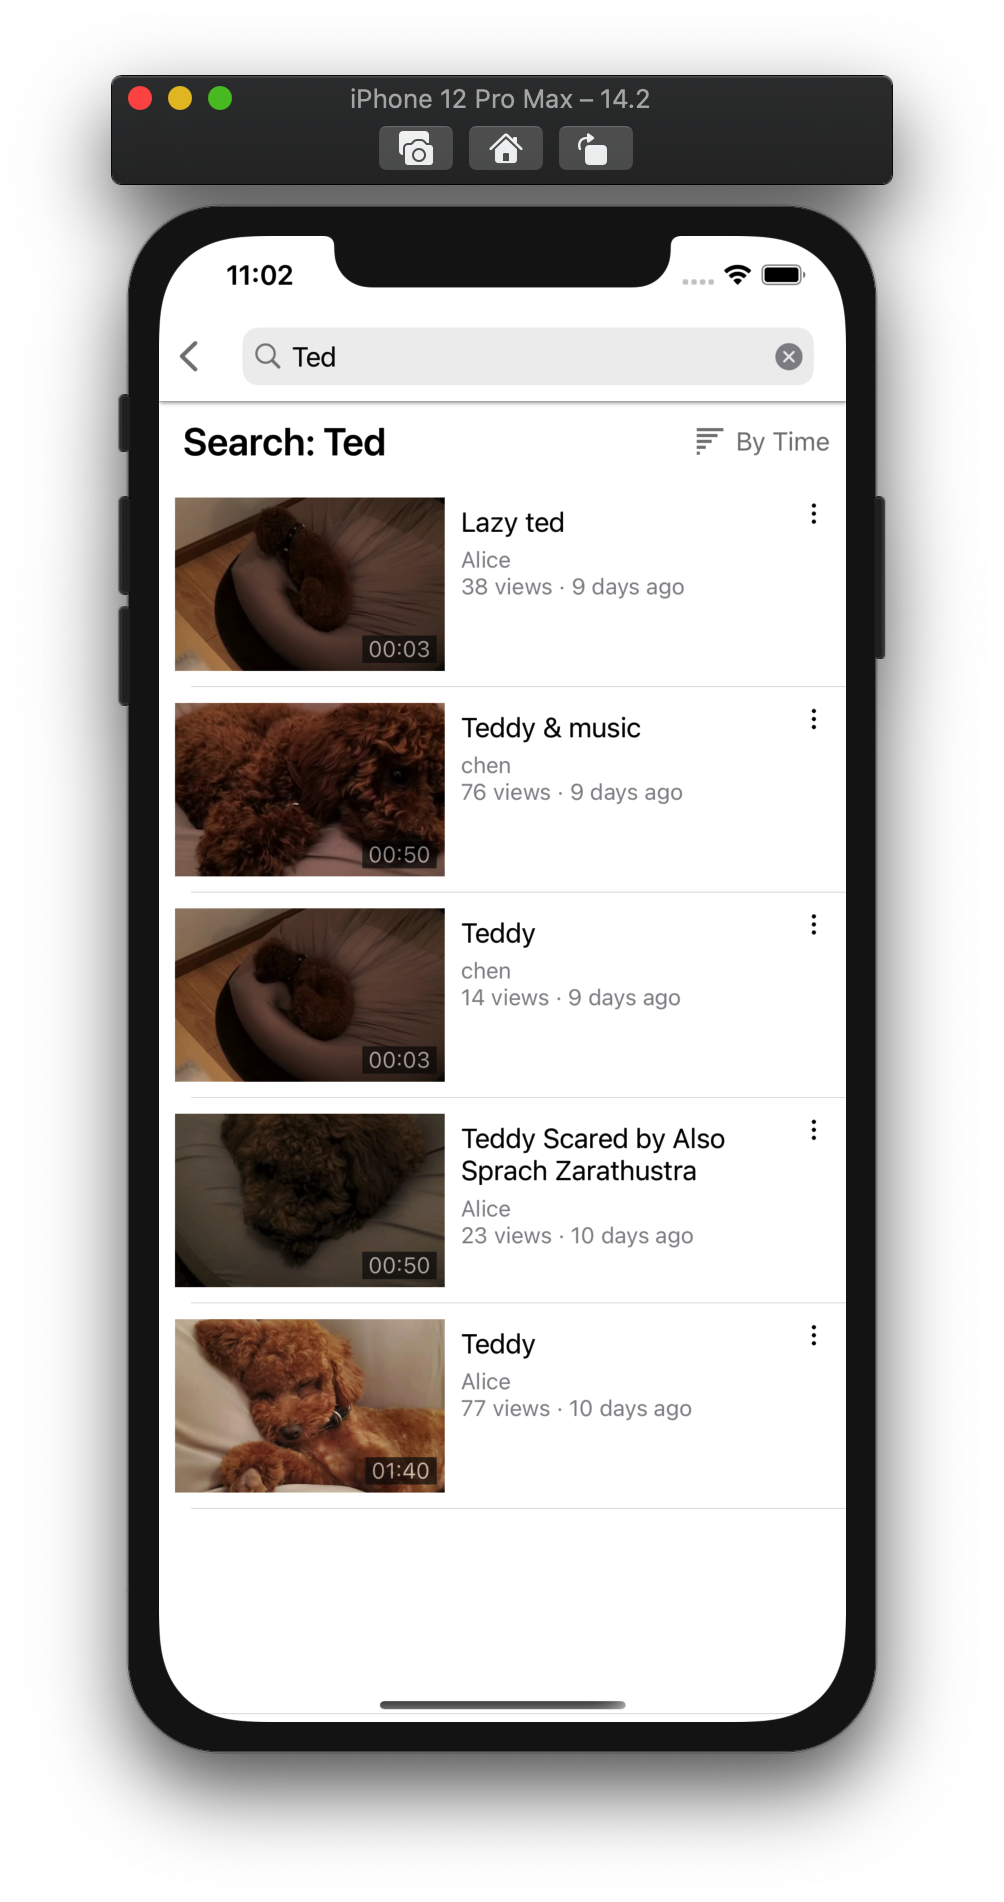 iPhone 12 Pro Max – 14.2
11:02
Ted
Search: Ted
By Time
Lazy ted
Alice
38 views · 9 days ago
00:03
Teddy & music
chen
76 views · 9 days ago
00:50
Teddy
chen
14 views · 9 days ago
00:03
Teddy Scared by Also
Sprach Zarathustra
Alice
23 views · 10 days ago
00:50
Teddy
Alice
77 views · 10 days ago
01:40